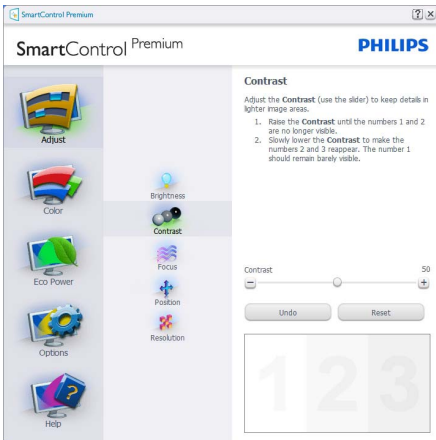 SmartControl Premium
SmartControl Premium
PHILIPS
Adjust
Color
Eco Power
Options
Help
Brightness
Contrast
Focus
Position
Resolution
Contrast
Adjust the Contrast (use the slider) to keep details in
lighter image areas.
1. Raise the Contrast until the numbers 1 and 2
are no longer visible.
2. Slowly lower the Contrast to make the
numbers 2 and 3 reappear. The number 1
should remain barely visible.
Contrast 50
Undo Reset
1 2 3